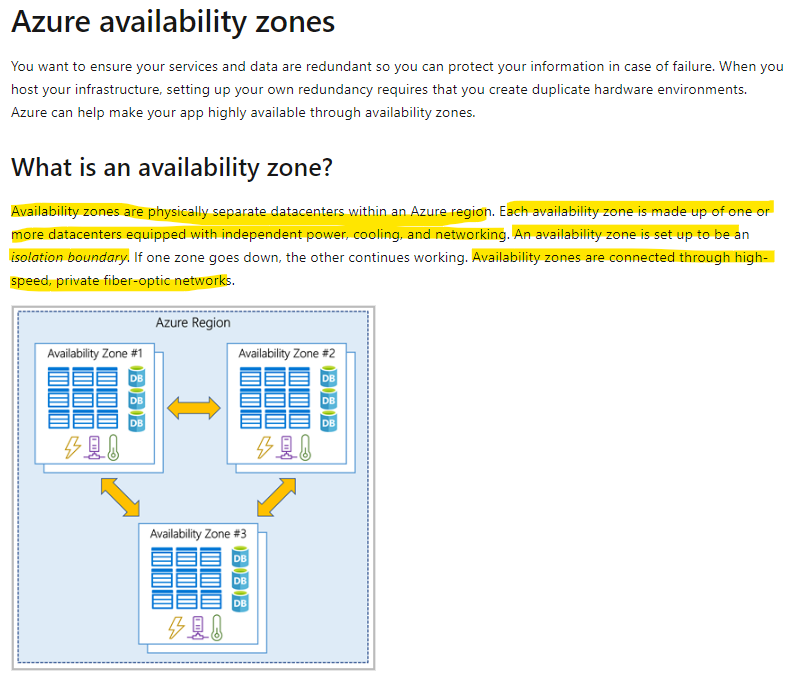 Azure availability zones
You want to ensure your services and data are redundant so you can protect your information in case of failure. When you
host your infrastructure, setting up your own redundancy requires that you create duplicate hardware environments.
Azure can help make your app highly available through availability zones.
What is an availability zone?
Availability zones are physically separate datacenters within an Azure region. Each availability zone is made up of one or
more datacenters equipped with independent power, cooling, and networking. An availability zone is set up to be an
isolation boundary. If one zone goes down, the other continues working. Availability zones are connected through high-
speed, private fiber-optic networks.
Azure Region
Availability Zone #1
Availability Zone #2
DB
DB
DB
DB
DB
DB
Availability Zone #3
DB
DB
DB